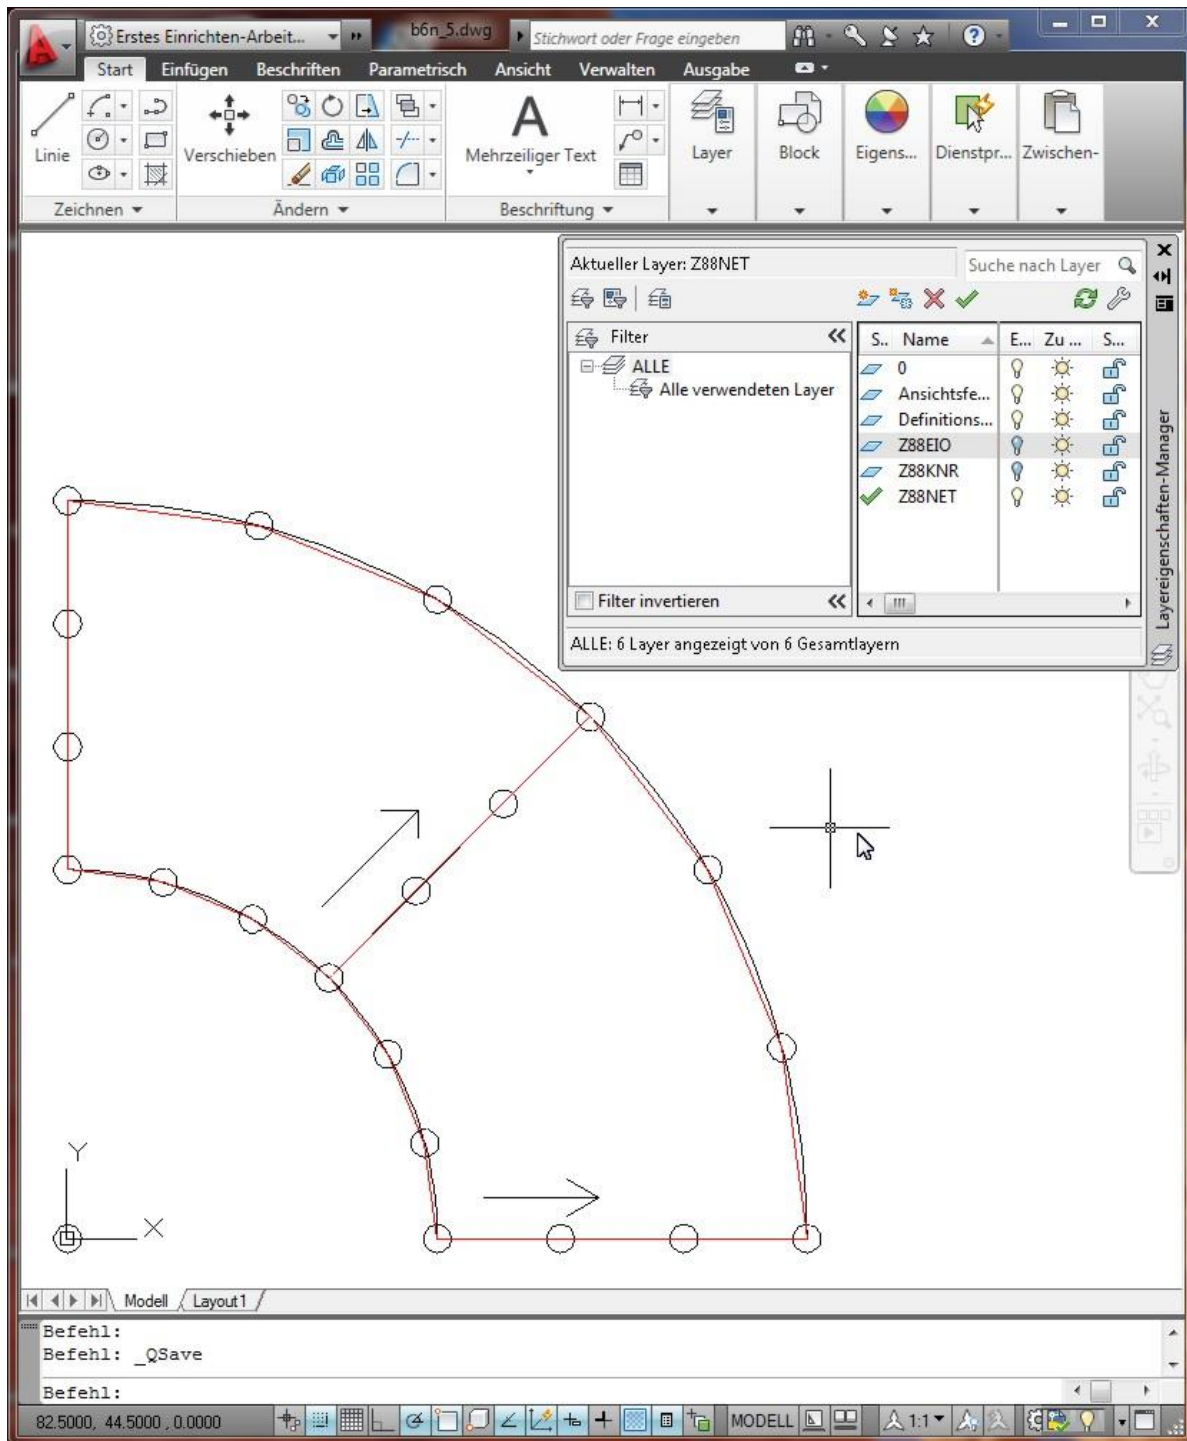 Erstes Einrichten-Arbeit... b6n_5.dwg Stichwort oder Frage eingeben
Start Einfügen Beschriften Parametrisch Ansicht Verwalten Ausgabe
Linie Verschieben A Mehrzeiliger Text Layer Block Eigens... Dienstpr... Zwischen-
Zeichnen Ändern Beschriftung
Aktueller Layer: Z88NET Suche nach Layer
Filter S.. Name E... Zu ... S...
ALLE 0
Alle verwendeten Layer Ansichtsfe...
Definitions...
Z88EIO
Z88KNR
Z88NET
Filter invertieren
ALLE: 6 Layer angezeigt von 6 Gesamtlayern
Layereigenschaften-Manager
Y
X
Modell Layout1
Befehl:
Befehl: _QSave
Befehl:
82.5000, 44.5000 , 0.0000 MODELL 1:1